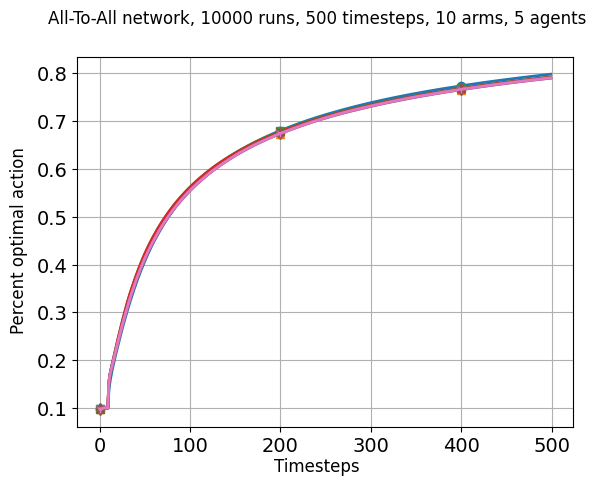 All-To-All network, 10000 runs, 500 timesteps, 10 arms, 5 agents
Percent optimal action
0.8
0.7
0.6
0.5
0.4
0.3
0.2
0.1
0 100 200 300 400 500
Timesteps